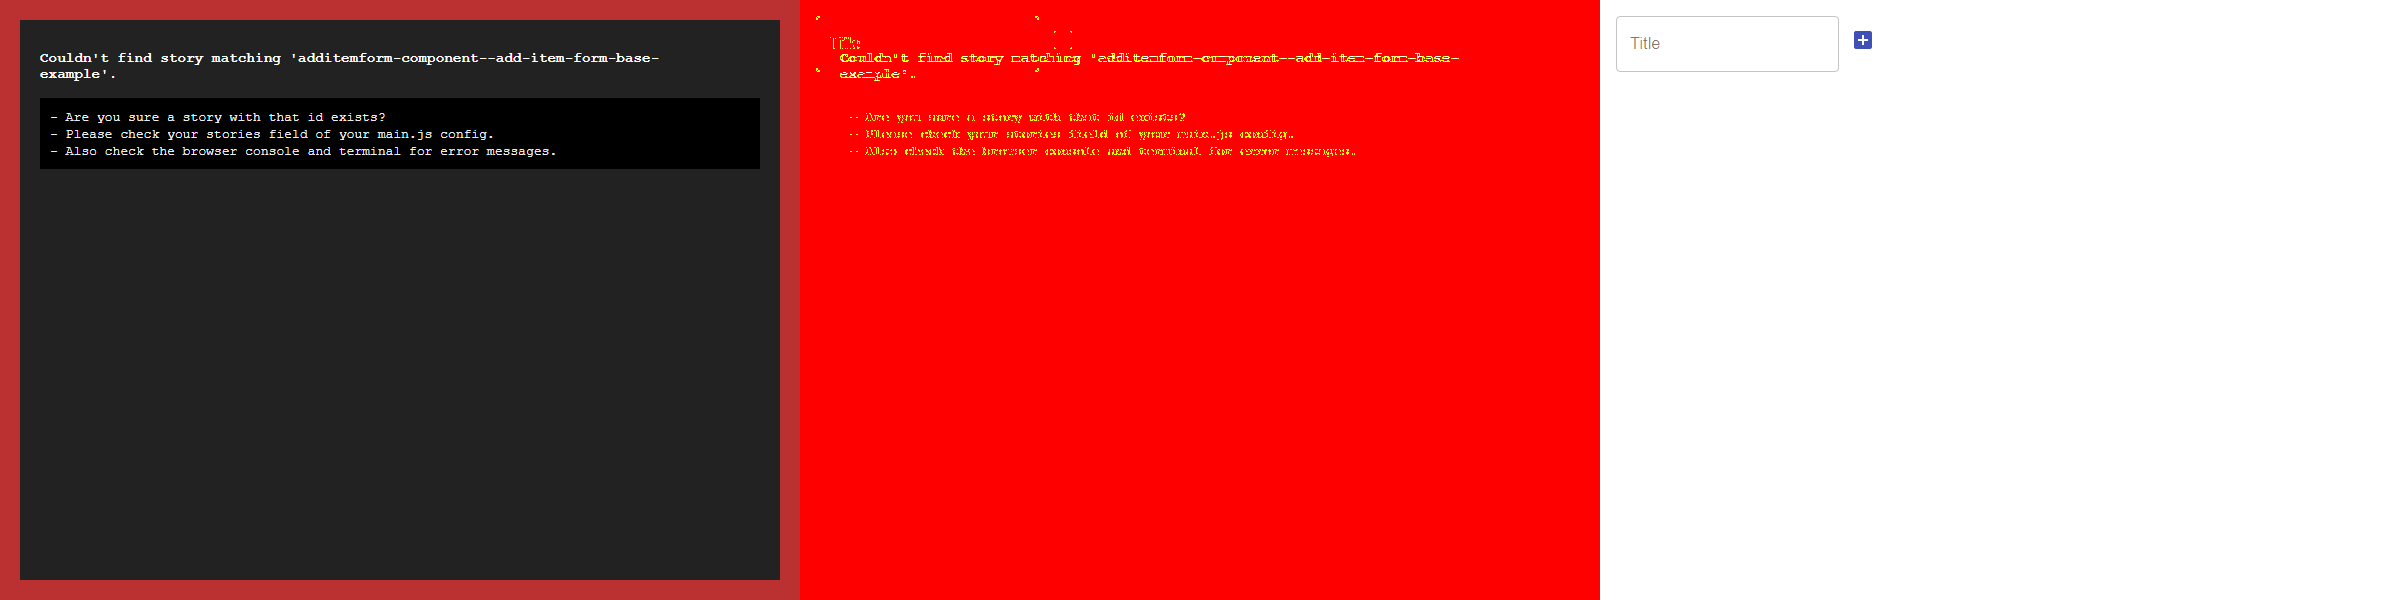 Couldn't find story matching 'additemform-component--add-item-form-base-
example'.
- Are you sure a story with that id exists?
- Please check your stories field of your main.js config.
- Also check the browser console and terminal for error messages.
Title
Couldn't find story matching 'additemform-component--add-item-form-base-
example'.
- Are you sure a story with that id exists?
- Please check your stories field of your main.js config.
- Also check the browser console and terminal for error messages.
Title